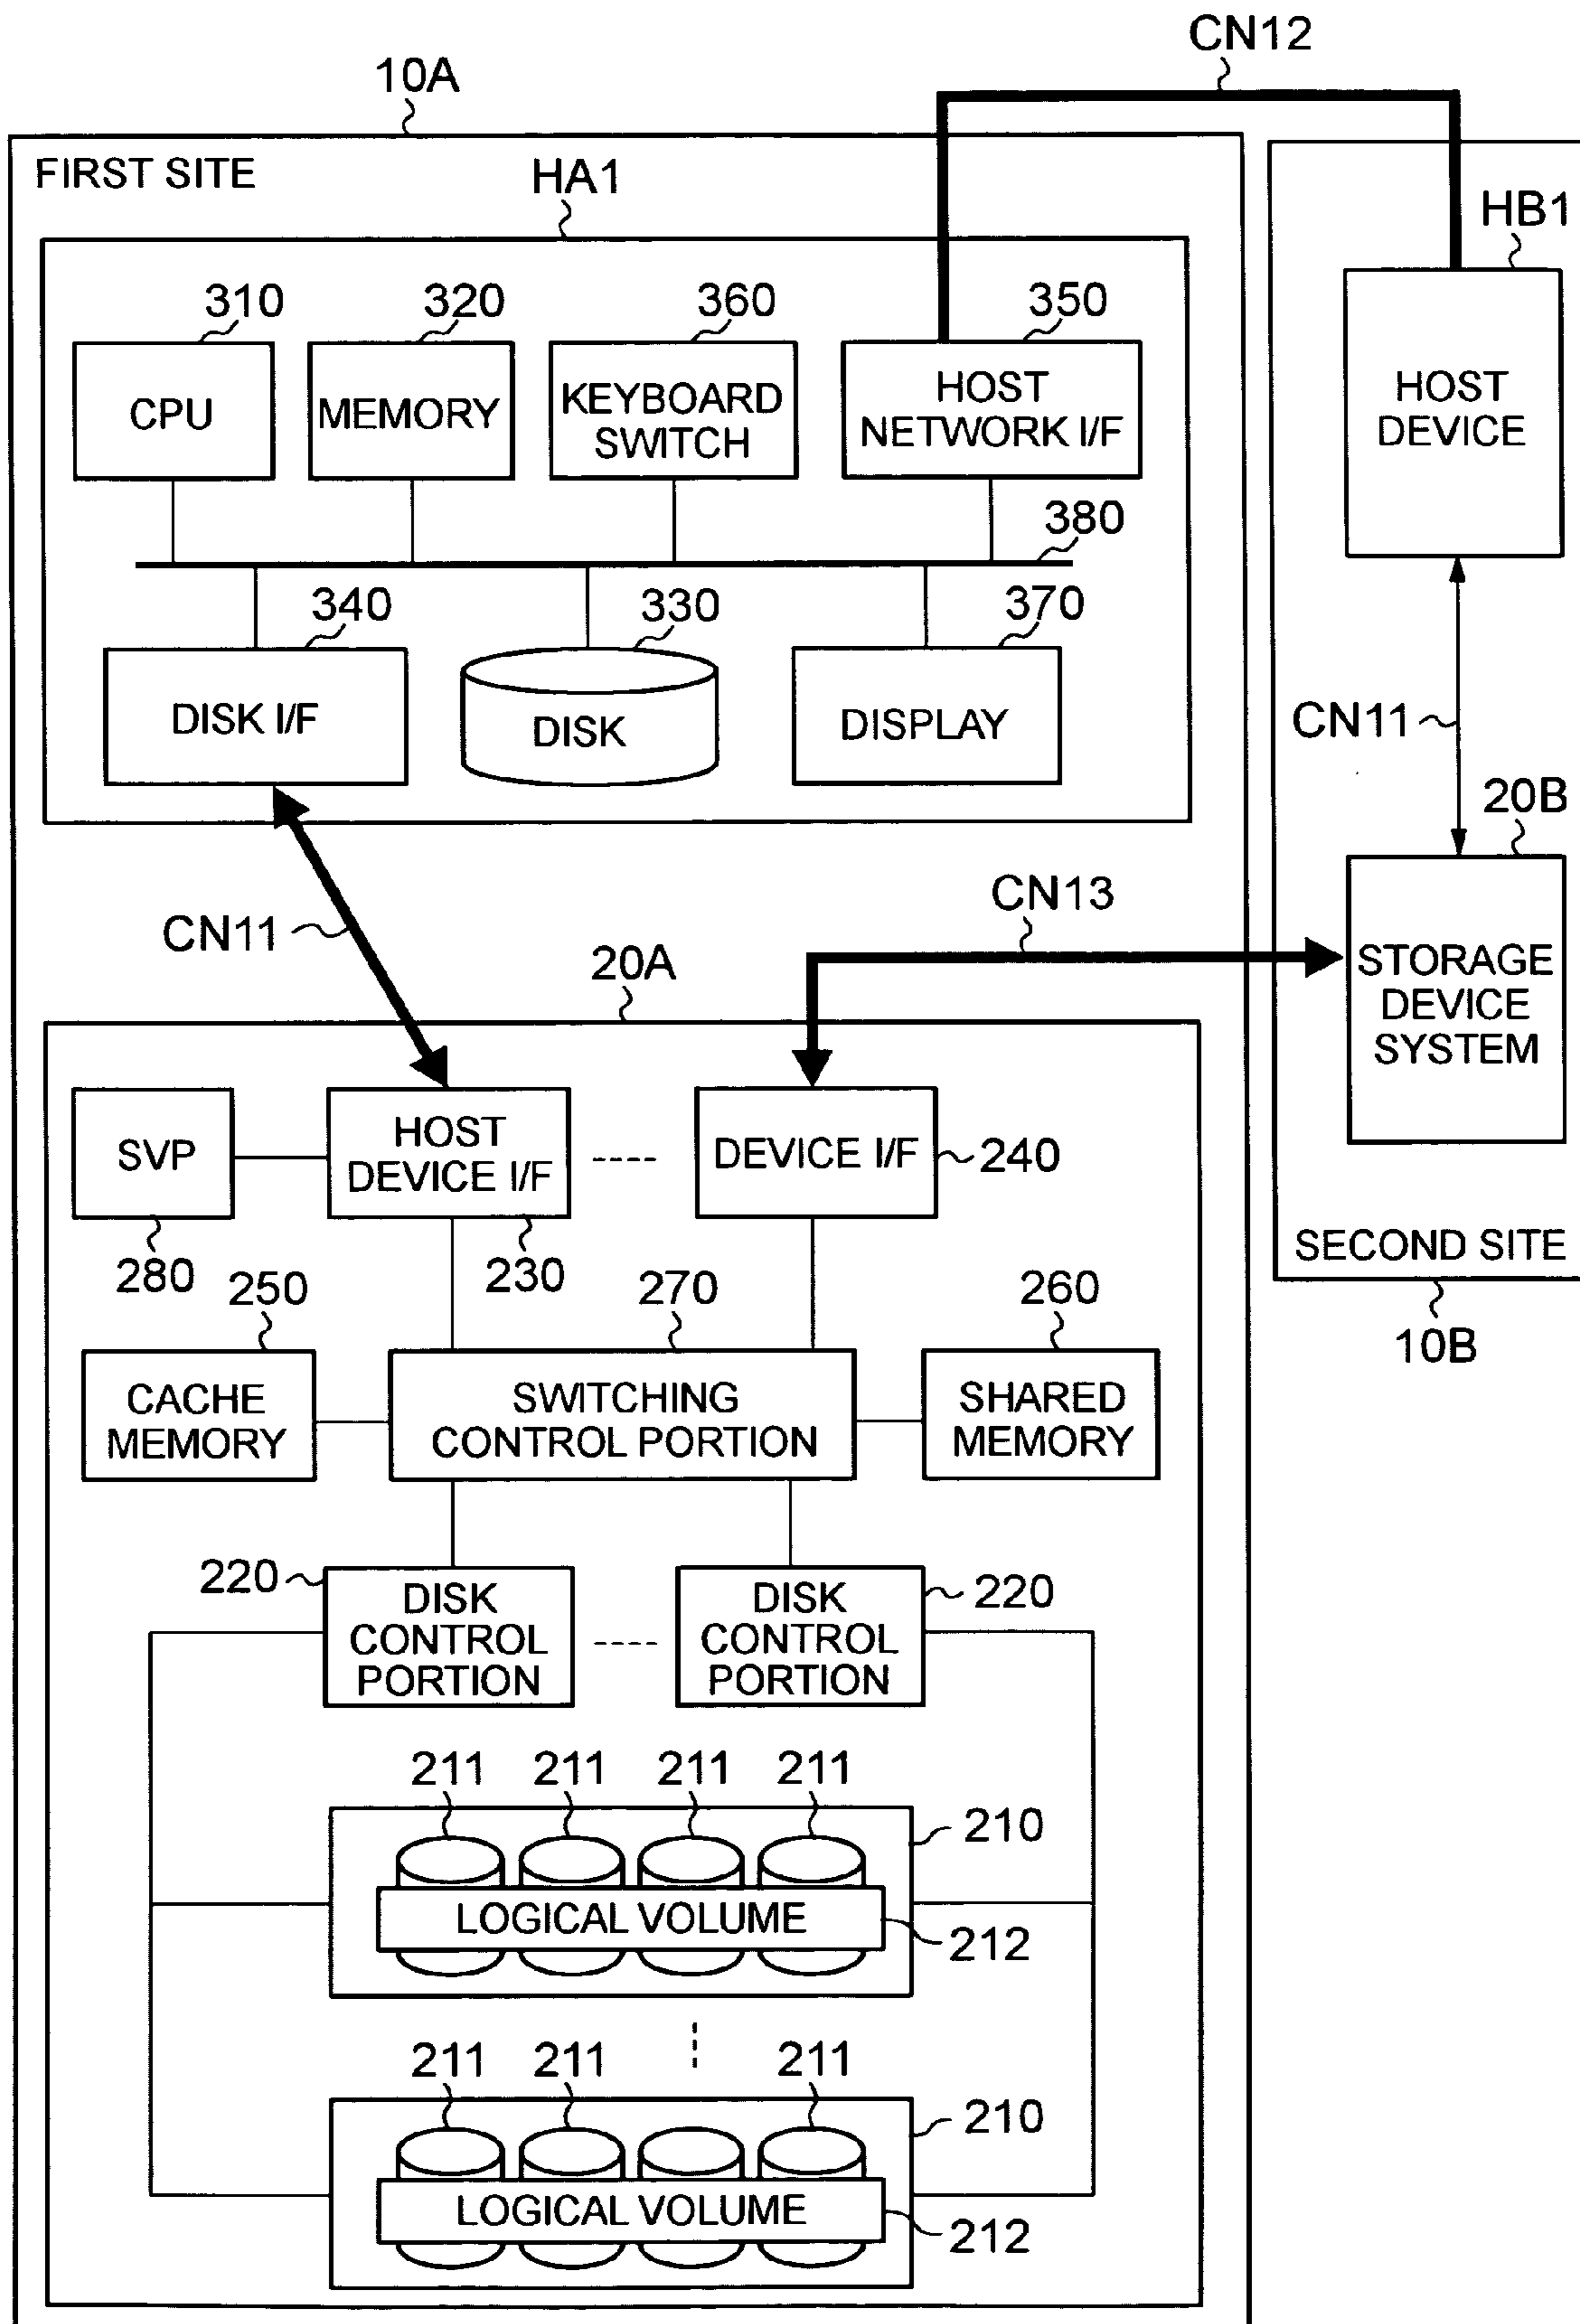 CN12
10A
FIRST SITE
HA1
HB1
310
320
360
350
CPU
MEMORY
KEYBOARD
SWITCH
HOST
NETWORK I/F
HOST
DEVICE
380
340
330
370
DISK I/F
DISK
DISPLAY
CN11
20B
CN11
CN13
20A
STORAGE
DEVICE
SYSTEM
SVP
HOST
DEVICE I/F
DEVICE I/F
240
280
230
SECOND SITE
250
270
260
10B
CACHE
MEMORY
SWITCHING
CONTROL PORTION
SHARED
MEMORY
220
DISK
CONTROL
PORTION
DISK
CONTROL
PORTION
220
211
211
211
211
210
LOGICAL VOLUME
212
211
211
211
210
LOGICAL VOLUME
212